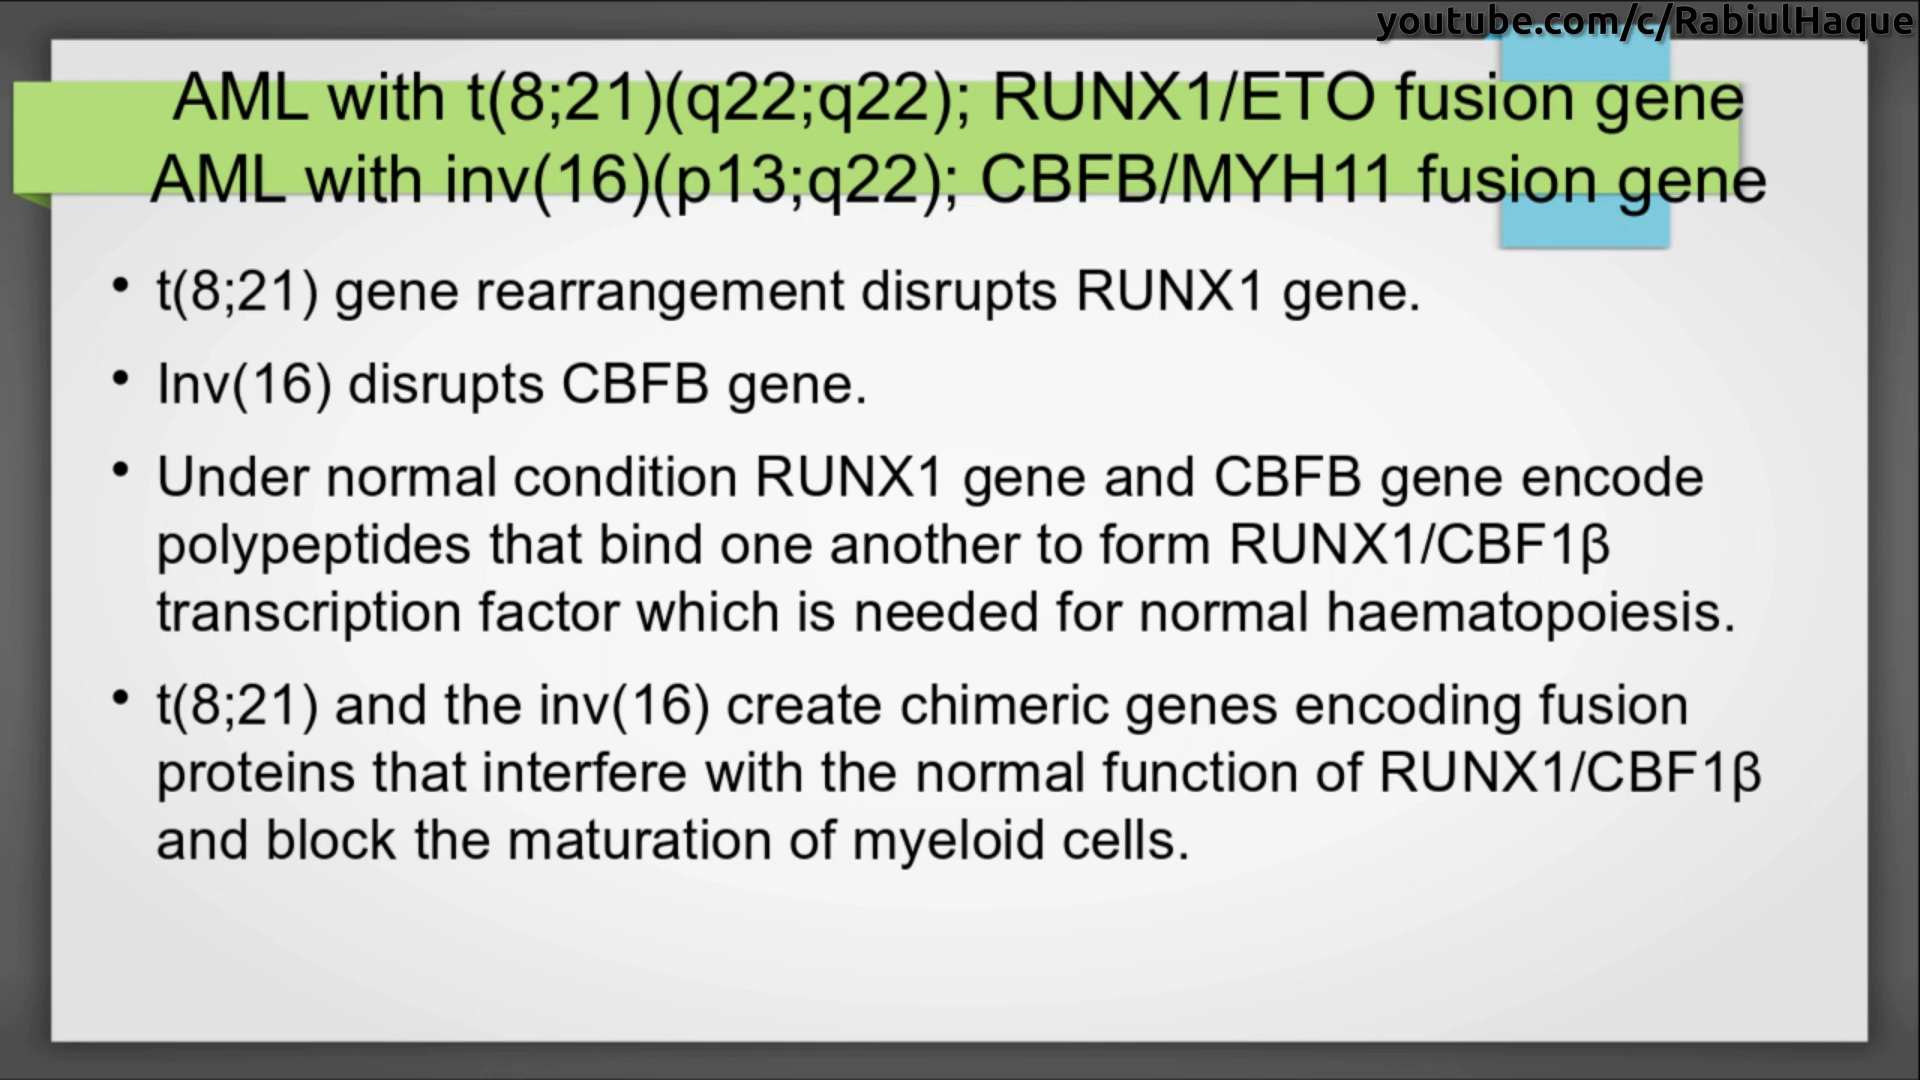 youtube.com/c/RabiulHaque
AML with t(8;21)(q22;q22); RUNX1/ETO fusion gene
AML with inv(16)(p13;q22); CBFB/MYH11 fusion gene
• t(8;21) gene rearrangement disrupts RUNX1 gene.
• Inv(16) disrupts CBFB gene.
• Under normal condition RUNX1 gene and CBFB gene encode
polypeptides that bind one another to form RUNX1/CBF1β
transcription factor which is needed for normal haematopoiesis.
• t(8;21) and the inv(16) create chimeric genes encoding fusion
proteins that interfere with the normal function of RUNX1/CBF1β
and block the maturation of myeloid cells.